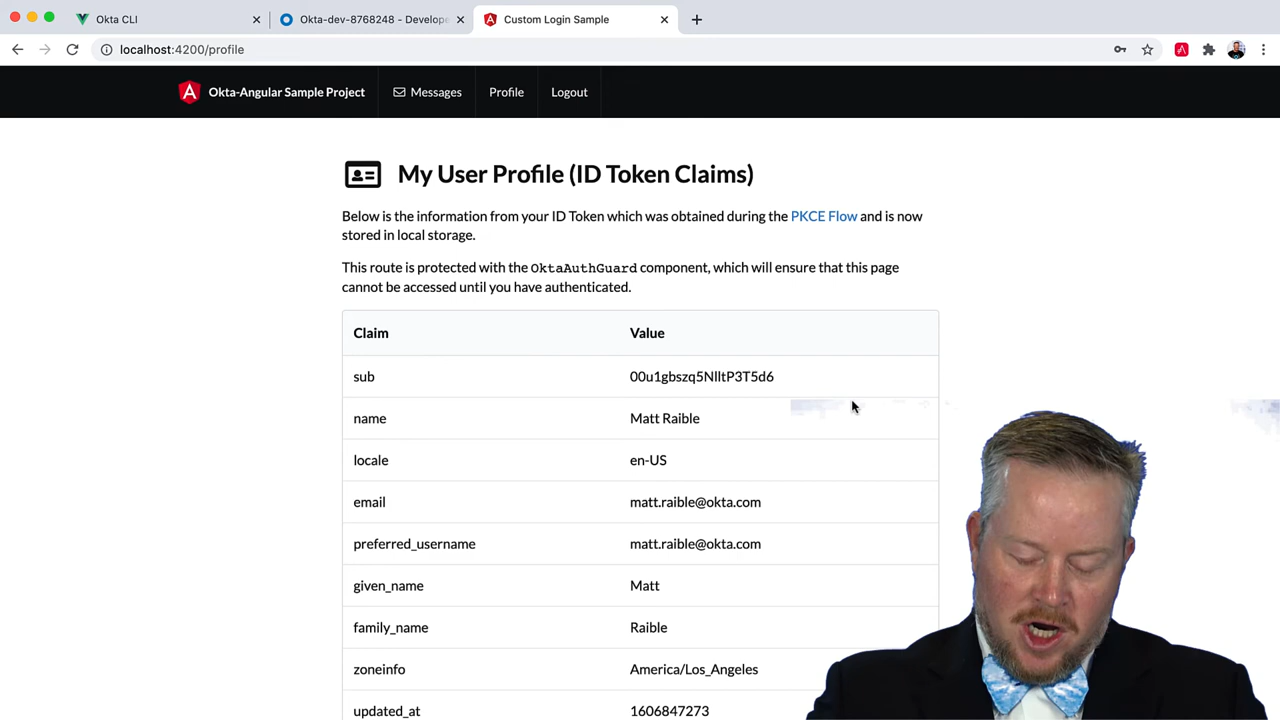 Okta CLI
Okta-dev-8768248 - Develope
Custom Login Sample
localhost:4200/profile
Okta-Angular Sample Project
Messages
Profile
Logout
My User Profile (ID Token Claims)
Below is the information from your ID Token which was obtained during the PKCE Flow and is now
stored in local storage.
This route is protected with the OktaAuthGuard component, which will ensure that this page
cannot be accessed until you have authenticated.
Claim Value
sub 00u1gbszq5NlltP3T5d6
name Matt Raible
locale en-US
email matt.raible@okta.com
preferred_username matt.raible@okta.com
given_name Matt
family_name Raible
zoneinfo America/Los_Angeles
updated_at 1606847273